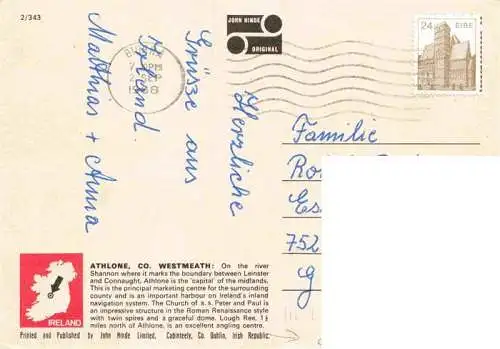 2/343
JOHN HINDE
ORIGINAL
24 EIRE
1988
Herzliche
Grüße aus
Irland.
Matthias + Anna
Familie
Ro
Es
752
ATHLONE, CO. WESTMEATH: On the river
Shannon where it marks the boundary between Leinster
and Connaught, Athlone is the 'capital' of the midlands.
This is the principal marketing centre for the surrounding
county and is an important harbour on Ireland's inland
navigation system. The Church of s.s. Peter and Paul is
an impressive structure in the Roman Renaissance style
with twin spires and a graceful dome. Lough Ree, 1½
miles north of Athlone, is an excellent angling centre.
IRELAND
Printed and Published by John Hinde Limited, Cabinteely, Co. Dublin, Irish Republic.